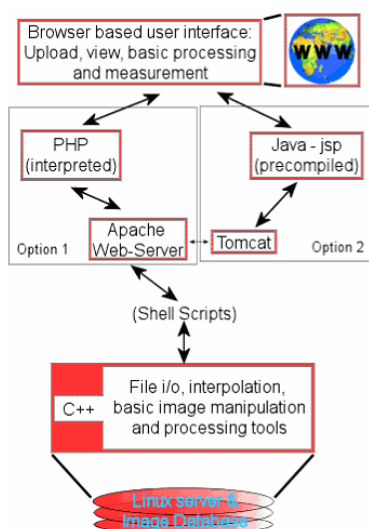 Browser based user interface:
Upload, view, basic processing
and measurement
WWW
PHP
(interpreted)
Java - jsp
(precompiled)
Apache
Web-Server
Tomcat
Option 1
Option 2
(Shell Scripts)
C++
File i/o, interpolation,
basic image manipulation
and processing tools
Linux server &
Image Database